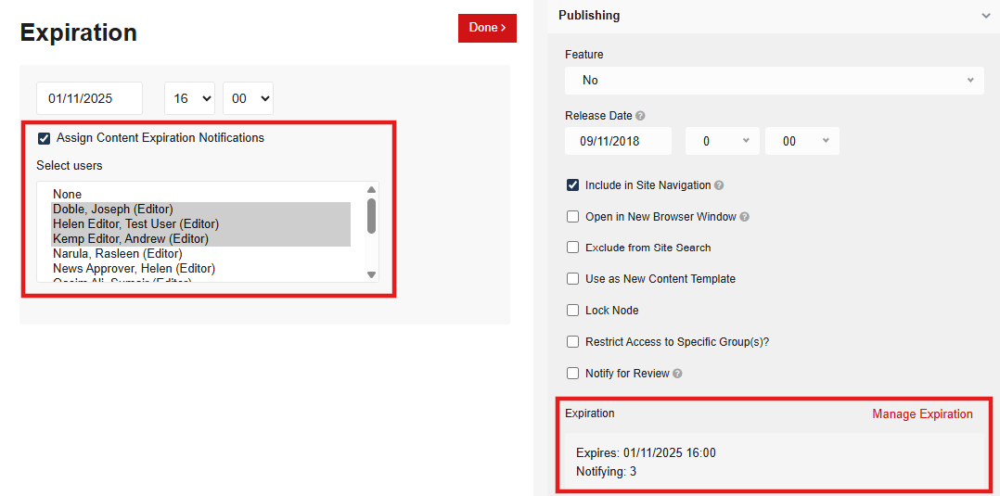 Expiration
Done ›
01/11/2025 16 00
Assign Content Expiration Notifications
Select users
None
Doble, Joseph (Editor)
Helen Editor, Test User (Editor)
Kemp Editor, Andrew (Editor)
Narula, Rasleen (Editor)
News Approver, Helen (Editor)
Publishing
Feature
No
Release Date ?
09/11/2018 0 00
Include in Site Navigation ?
Open in New Browser Window ?
Exclude from Site Search
Use as New Content Template
Lock Node
Restrict Access to Specific Group(s)?
Notify for Review ?
Expiration
Manage Expiration
Expires: 01/11/2025 16:00
Notifying: 3